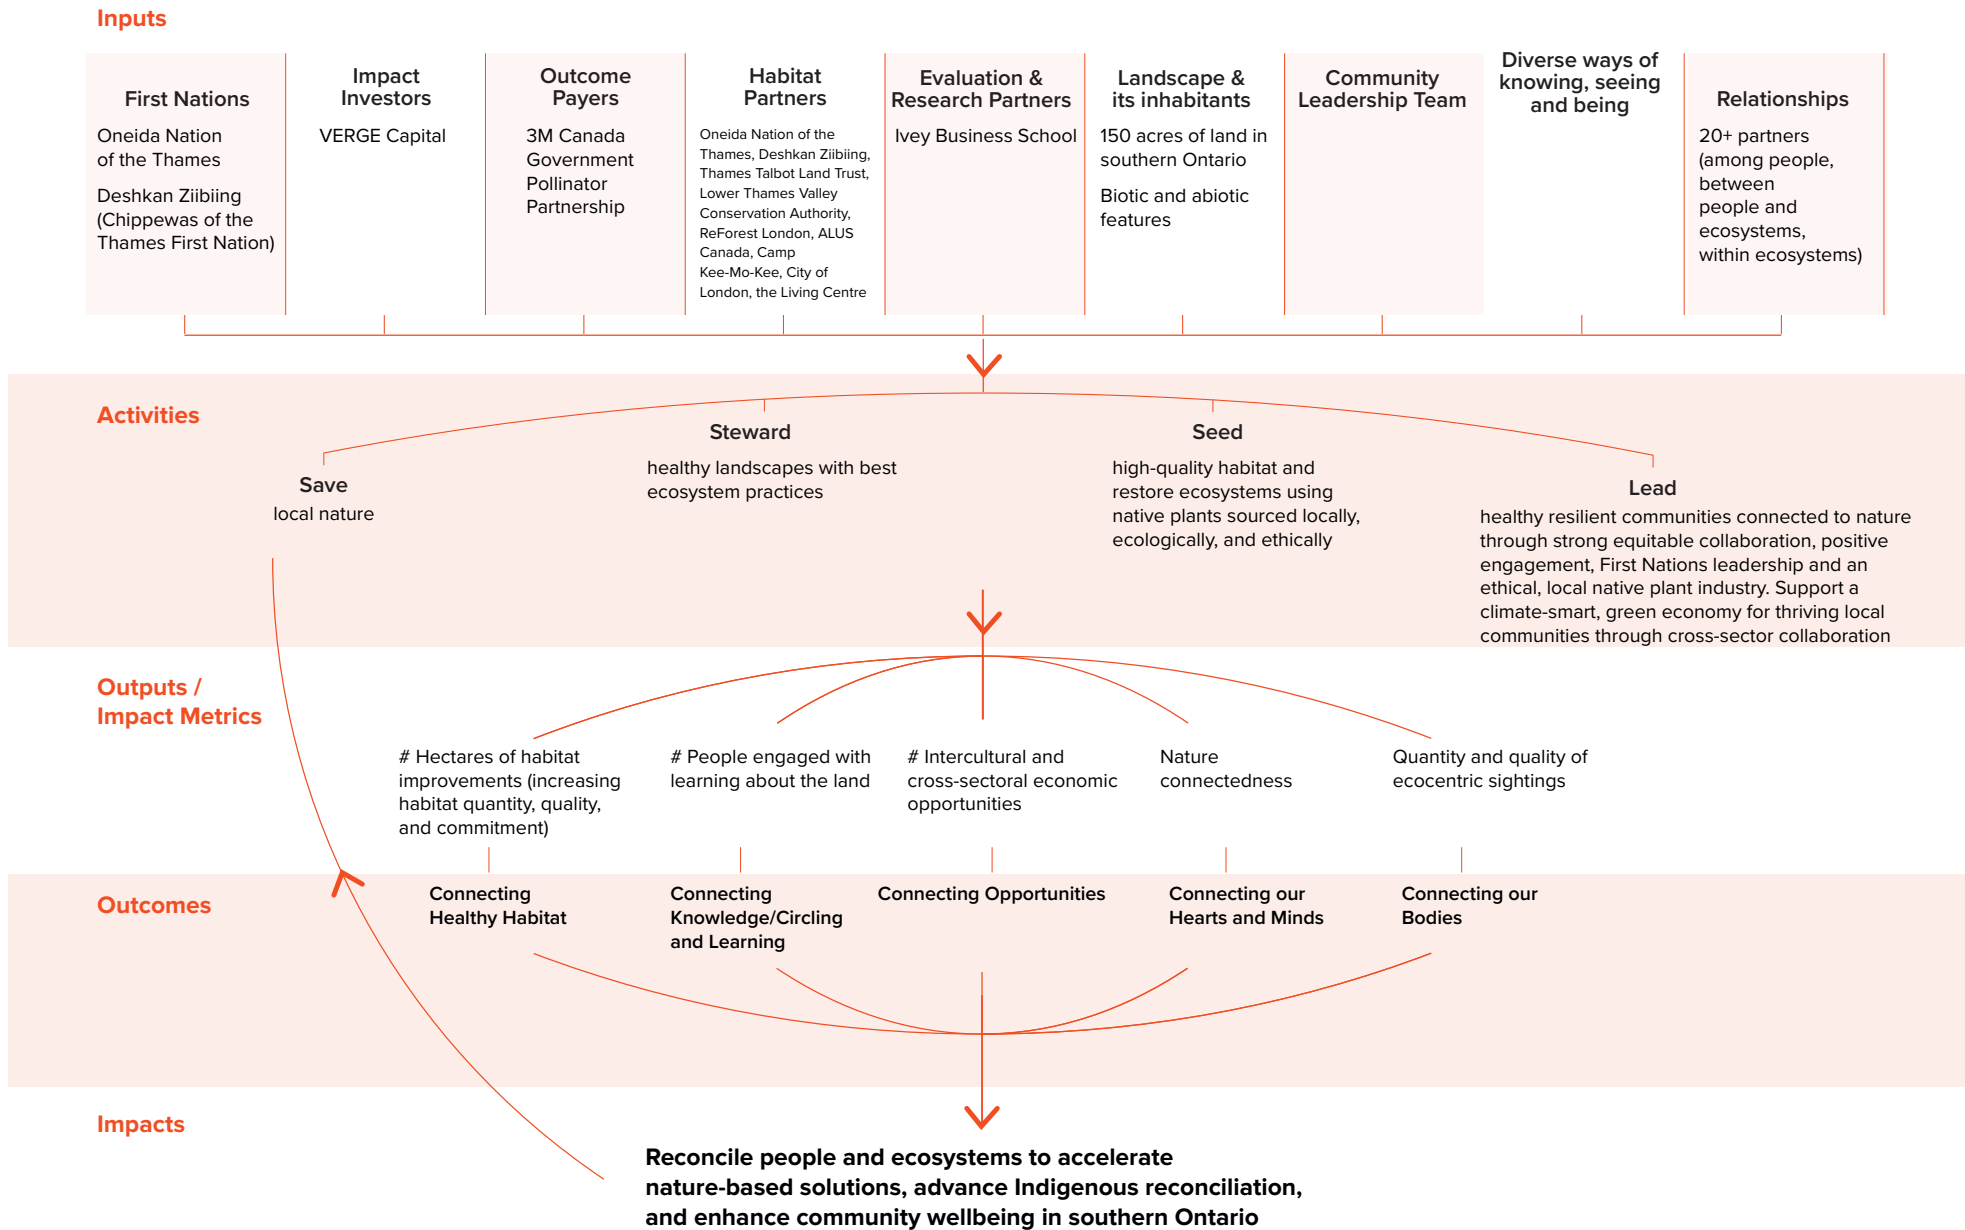 Inputs
First Nations
Oneida Nation
of the Thames
Deshkan Ziibiing
(Chippewas of the
Thames First Nation)
Impact
Investors
VERGE Capital
Outcome
Payers
3M Canada
Government
Pollinator
Partnership
Habitat
Partners
Oneida Nation of the
Thames, Deshkan Ziibiing,
Thames Talbot Land Trust,
Lower Thames Valley
Conservation Authority,
ReForest London, ALUS
Canada, Camp
Kee-Mo-Kee, City of
London, the Living Centre
Evaluation &
Research Partners
Ivey Business School
Landscape &
its inhabitants
150 acres of land in
southern Ontario
Biotic and abiotic
features
Community
Leadership Team
Diverse ways of
knowing, seeing
and being
Relationships
20+ partners
(among people,
between
people and
ecosystems,
within ecosystems)
Activities
Save
local nature
Steward
healthy landscapes with best
ecosystem practices
Seed
high-quality habitat and
restore ecosystems using
native plants sourced locally,
ecologically, and ethically
Lead
healthy resilient communities connected to nature
through strong equitable collaboration, positive
engagement, First Nations leadership and an
ethical, local native plant industry. Support a
climate-smart, green economy for thriving local
communities through cross-sector collaboration
Outputs /
Impact Metrics
# Hectares of habitat
improvements (increasing
habitat quantity, quality,
and commitment)
# People engaged with
learning about the land
# Intercultural and
cross-sectoral economic
opportunities
Nature
connectedness
Quantity and quality of
ecocentric sightings
Outcomes
Connecting
Healthy Habitat
Connecting
Knowledge/Circling
and Learning
Connecting Opportunities
Connecting our
Hearts and Minds
Connecting our
Bodies
Impacts
Reconcile people and ecosystems to accelerate
nature-based solutions, advance Indigenous reconciliation,
and enhance community wellbeing in southern Ontario